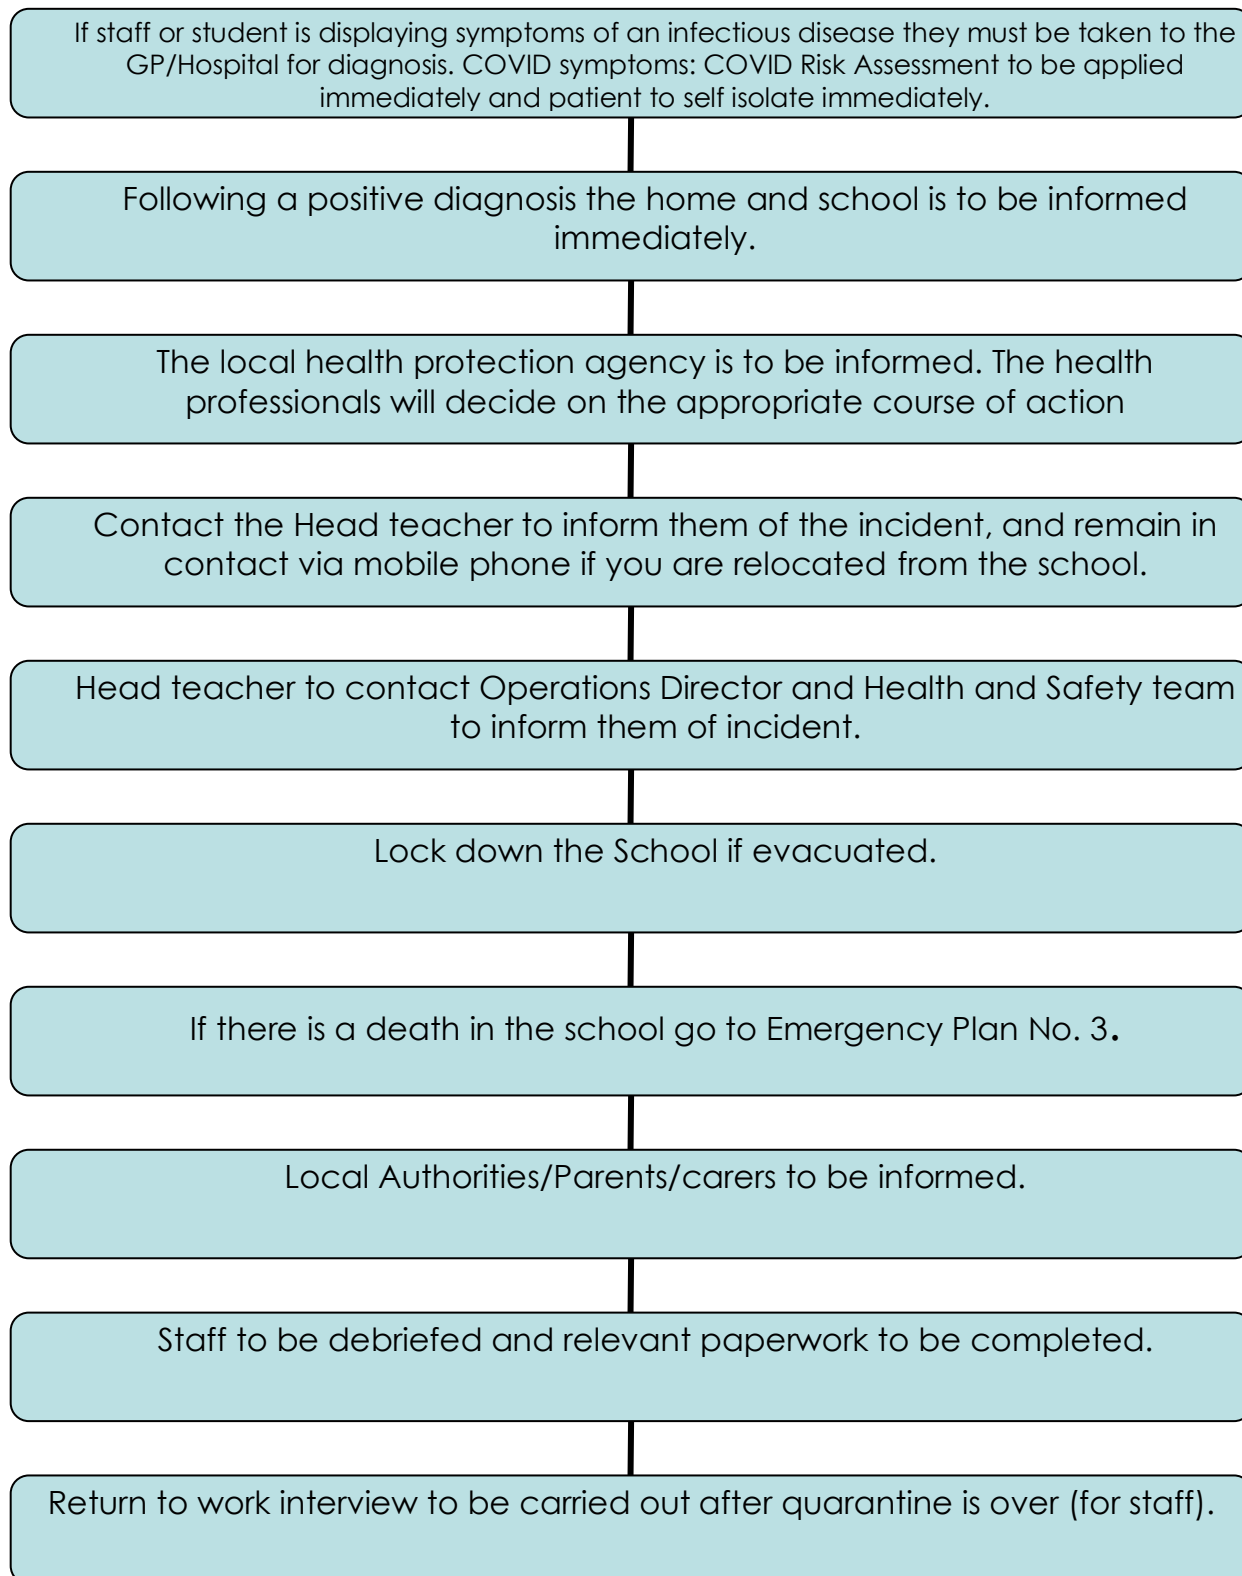 If staff or student is displaying symptoms of an infectious disease they must be taken to the
GP/Hospital for diagnosis. COVID symptoms: COVID Risk Assessment to be applied
immediately and patient to self isolate immediately.
Following a positive diagnosis the home and school is to be informed
immediately.
The local health protection agency is to be informed. The health
professionals will decide on the appropriate course of action
Contact the Head teacher to inform them of the incident, and remain in
contact via mobile phone if you are relocated from the school.
Head teacher to contact Operations Director and Health and Safety team
to inform them of incident.
Lock down the School if evacuated.
If there is a death in the school go to Emergency Plan No. 3.
Local Authorities/Parents/carers to be informed.
Staff to be debriefed and relevant paperwork to be completed.
Return to work interview to be carried out after quarantine is over (for staff).